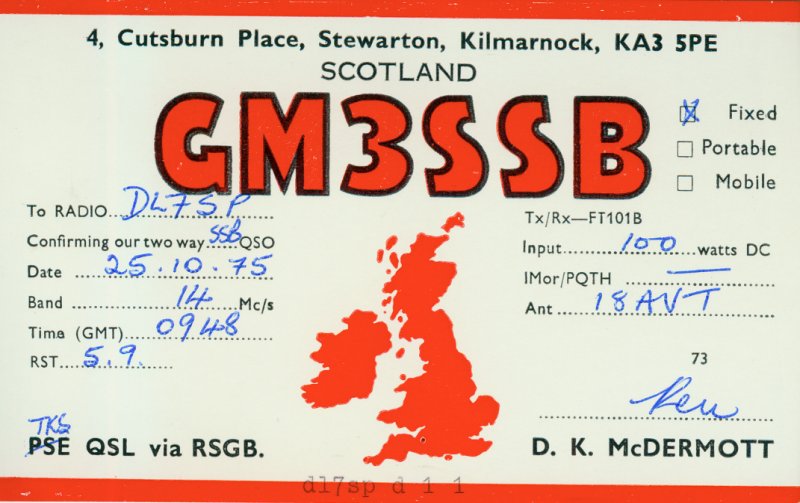 4, Cutsburn Place, Stewarton, Kilmarnock, KA3 5PE
SCOTLAND
GM3SSB
Fixed
Portable
Mobile
To RADIO...DL7SP
Confirming our two way...SSB...QSO
Date ...25.10.75
Band ...14...Mc/s
Time (GMT)...0948
RST...5.9.
Tx/Rx—FT101B
Input...100...watts DC
IMor/PQTH ... —
Ant ...18AVT
73
Ken
TKS
PSE QSL via RSGB.
D. K. McDERMOTT
dl7sp d 1 1